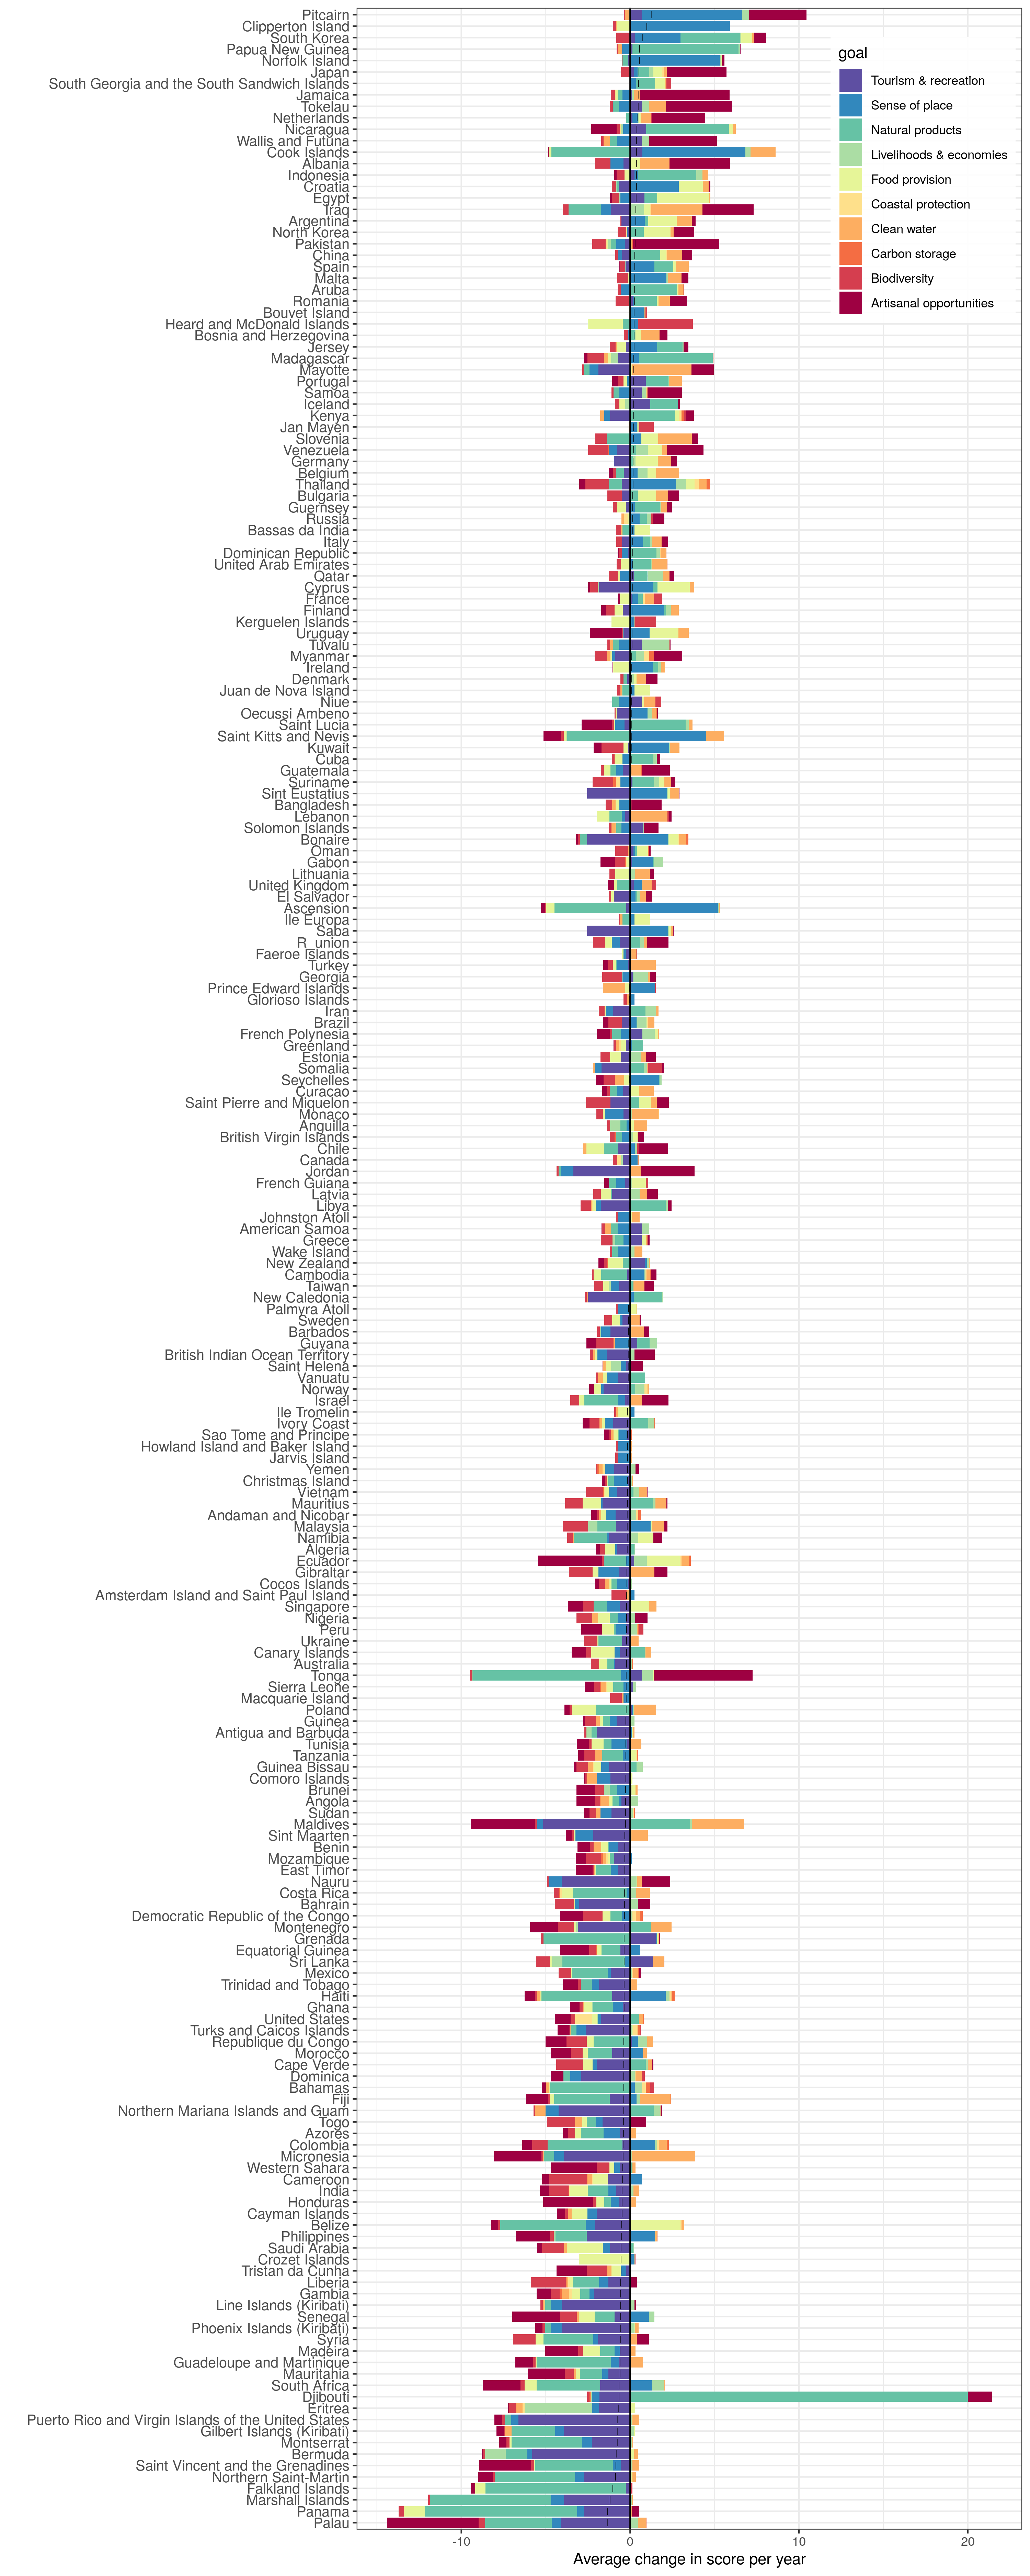 Pitcairn
Clipperton Island
South Korea
Papua New Guinea
Norfolk Island
Japan
South Georgia and the South Sandwich Islands
Jamaica
Tokelau
Netherlands
Nicaragua
Wallis and Futuna
Cook Islands
Albania
Indonesia
Croatia
Egypt
Iraq
Argentina
North Korea
Pakistan
China
Spain
Malta
Aruba
Romania
Bouvet Island
Heard and McDonald Islands
Bosnia and Herzegovina
Jersey
Madagascar
Mayotte
Portugal
Samoa
Iceland
Kenya
Jan Mayen
Slovenia
Venezuela
Germany
Belgium
Thailand
Bulgaria
Guernsey
Russia
Bassas da India
Italy
Dominican Republic
United Arab Emirates
Qatar
Cyprus
France
Finland
Kerguelen Islands
Uruguay
Tuvalu
Myanmar
Ireland
Denmark
Juan de Nova Island
Niue
Oecussi Ambeno
Saint Lucia
Saint Kitts and Nevis
Kuwait
Cuba
Guatemala
Suriname
Sint Eustatius
Bangladesh
Lebanon
Solomon Islands
Bonaire
Oman
Gabon
Lithuania
United Kingdom
El Salvador
Ascension
Ile Europa
Saba
R_union
Faeroe Islands
Turkey
Georgia
Prince Edward Islands
Glorioso Islands
Iran
Brazil
French Polynesia
Greenland
Estonia
Somalia
Seychelles
Curacao
Saint Pierre and Miquelon
Monaco
Anguilla
British Virgin Islands
Chile
Canada
Jordan
French Guiana
Latvia
Libya
Johnston Atoll
American Samoa
Greece
Wake Island
New Zealand
Cambodia
Taiwan
New Caledonia
Palmyra Atoll
Sweden
Barbados
Guyana
British Indian Ocean Territory
Saint Helena
Vanuatu
Norway
Israel
Ile Tromelin
Ivory Coast
Sao Tome and Principe
Howland Island and Baker Island
Jarvis Island
Yemen
Christmas Island
Vietnam
Mauritius
Andaman and Nicobar
Malaysia
Namibia
Algeria
Ecuador
Gibraltar
Cocos Islands
Amsterdam Island and Saint Paul Island
Singapore
Nigeria
Peru
Ukraine
Canary Islands
Australia
Tonga
Sierra Leone
Macquarie Island
Poland
Guinea
Antigua and Barbuda
Tunisia
Tanzania
Guinea Bissau
Comoro Islands
Brunei
Angola
Sudan
Maldives
Sint Maarten
Benin
Mozambique
East Timor
Nauru
Costa Rica
Bahrain
Democratic Republic of the Congo
Montenegro
Grenada
Equatorial Guinea
Sri Lanka
Mexico
Trinidad and Tobago
Haiti
Ghana
United States
Turks and Caicos Islands
Republique du Congo
Morocco
Cape Verde
Dominica
Bahamas
Fiji
Northern Mariana Islands and Guam
Togo
Azores
Colombia
Micronesia
Western Sahara
Cameroon
India
Honduras
Cayman Islands
Belize
Philippines
Saudi Arabia
Crozet Islands
Tristan da Cunha
Liberia
Gambia
Line Islands (Kiribati)
Senegal
Phoenix Islands (Kiribati)
Syria
Madeira
Guadeloupe and Martinique
Mauritania
South Africa
Djibouti
Eritrea
Puerto Rico and Virgin Islands of the United States
Gilbert Islands (Kiribati)
Montserrat
Bermuda
Saint Vincent and the Grenadines
Northern Saint-Martin
Falkland Islands
Marshall Islands
Panama
Palau
goal
Tourism & recreation
Sense of place
Natural products
Livelihoods & economies
Food provision
Coastal protection
Clean water
Carbon storage
Biodiversity
Artisanal opportunities
-10 0 10 20
Average change in score per year